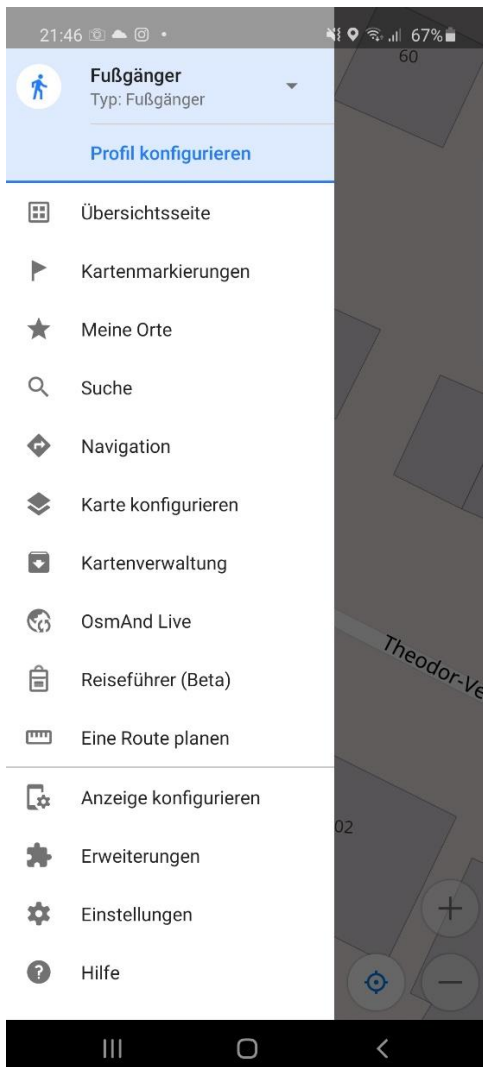 21:46 67%
60
Fußgänger
Typ: Fußgänger
Profil konfigurieren
Übersichtsseite
Kartenmarkierungen
Meine Orte
Suche
Navigation
Karte konfigurieren
Kartenverwaltung
OsmAnd Live
Theodor-Ve
Reiseführer (Beta)
Eine Route planen
Anzeige konfigurieren
02
Erweiterungen
Einstellungen
Hilfe